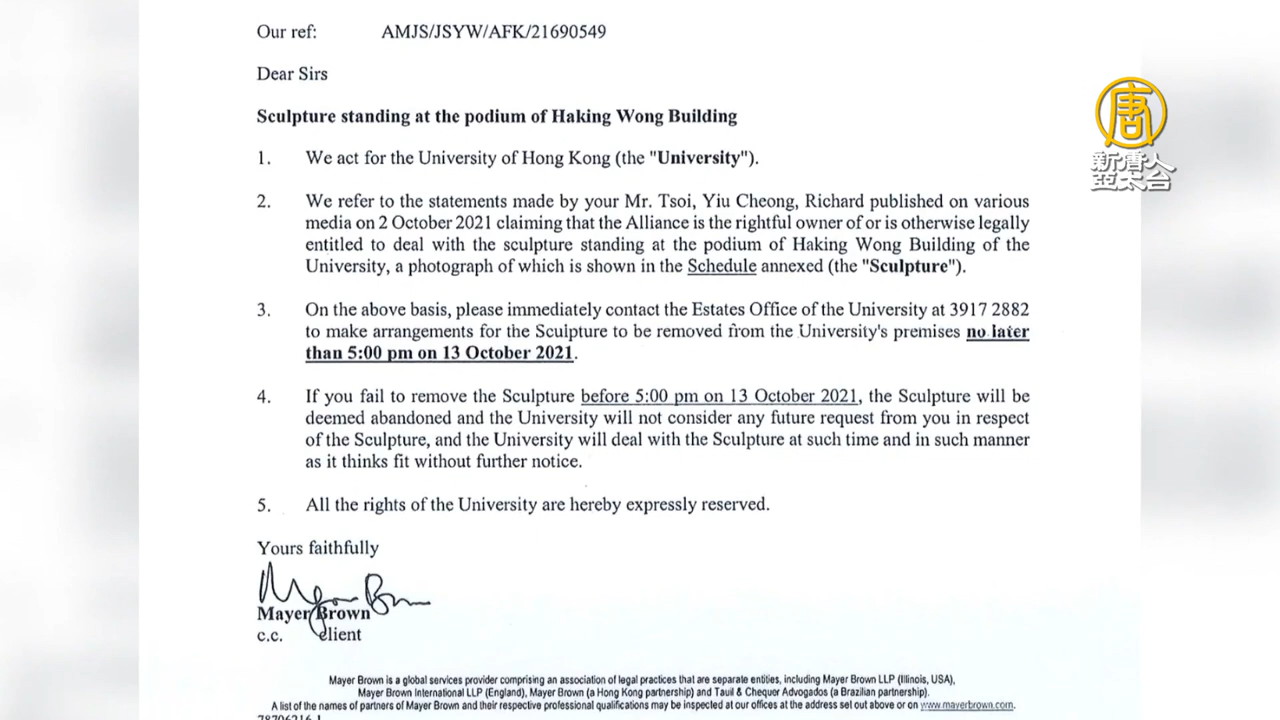 Our ref: AMJS/JSYW/AFK/21690549
Dear Sirs
Sculpture standing at the podium of Haking Wong Building
1. We act for the University of Hong Kong (the "University").
2. We refer to the statements made by your Mr. Tsoi, Yiu Cheong, Richard published on various
media on 2 October 2021 claiming that the Alliance is the rightful owner of or is otherwise legally
entitled to deal with the sculpture standing at the podium of Haking Wong Building of the
University, a photograph of which is shown in the Schedule annexed (the "Sculpture").
3. On the above basis, please immediately contact the Estates Office of the University at 3917 2882
to make arrangements for the Sculpture to be removed from the University's premises no later
than 5:00 pm on 13 October 2021.
4. If you fail to remove the Sculpture before 5:00 pm on 13 October 2021, the Sculpture will be
deemed abandoned and the University will not consider any future request from you in respect
of the Sculpture, and the University will deal with the Sculpture at such time and in such manner
as it thinks fit without further notice.
5. All the rights of the University are hereby expressly reserved.
Yours faithfully
Mayer Brown
Mayer Brown
c.c. client
Mayer Brown is a global services provider comprising an association of legal practices that are separate entities, including Mayer Brown LLP (Illinois, USA),
Mayer Brown International LLP (England), Mayer Brown (a Hong Kong partnership) and Tauil & Chequer Advogados (a Brazilian partnership).
A list of the names of partners of Mayer Brown and their respective professional qualifications may be inspected at our offices at the address set out above or on www.mayerbrown.com.
78706216.1
唐
新唐人
亞太台